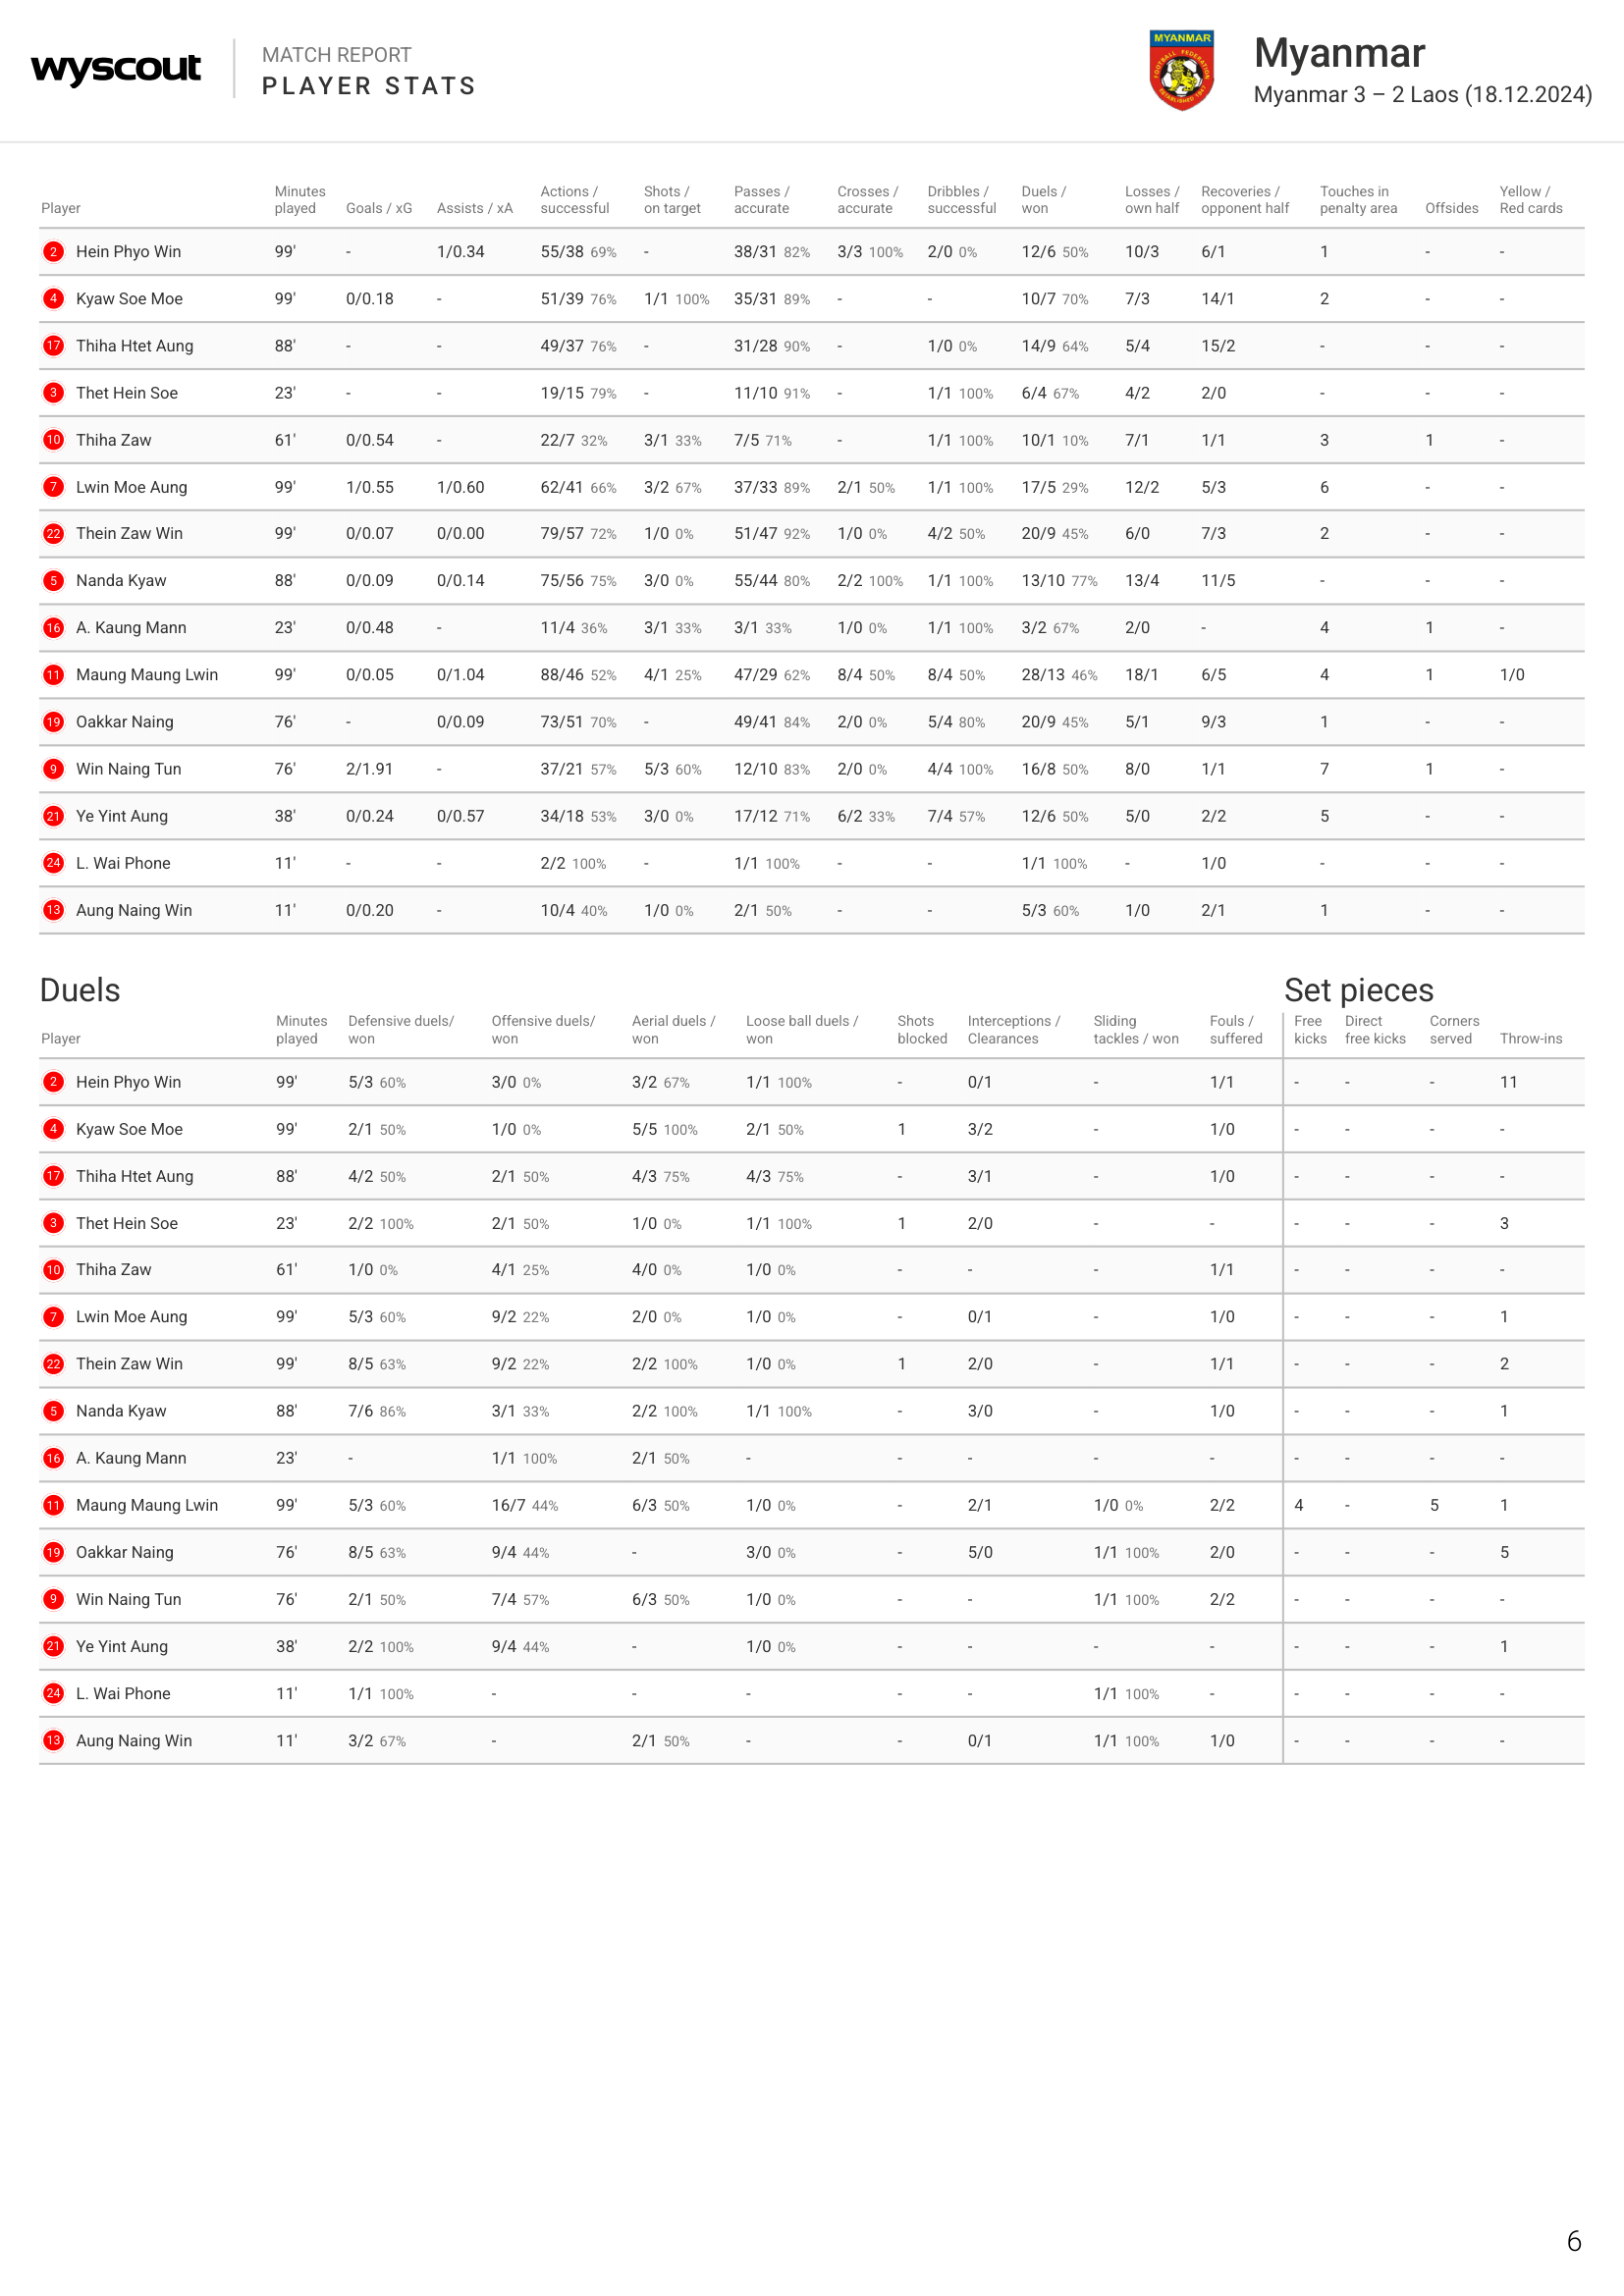 wyscout
MATCH REPORT
PLAYER STATS
MYANMAR
FOOTBALL FEDERATION
ESTABLISHED 1947
Myanmar
Myanmar 3 – 2 Laos (18.12.2024)
Player Minutes played Goals / xG Assists / xA Actions / successful Shots / on target Passes / accurate Crosses / accurate Dribbles / successful Duels / won Losses / own half Recoveries / opponent half Touches in penalty area Offsides Yellow / Red cards
2 Hein Phyo Win 99' - 1/0.34 55/38 69% - 38/31 82% 3/3 100% 2/0 0% 12/6 50% 10/3 6/1 1 - -
4 Kyaw Soe Moe 99' 0/0.18 - 51/39 76% 1/1 100% 35/31 89% - - 10/7 70% 7/3 14/1 2 - -
17 Thiha Htet Aung 88' - - 49/37 76% - 31/28 90% - 1/0 0% 14/9 64% 5/4 15/2 - - -
3 Thet Hein Soe 23' - - 19/15 79% - 11/10 91% - 1/1 100% 6/4 67% 4/2 2/0 - - -
10 Thiha Zaw 61' 0/0.54 - 22/7 32% 3/1 33% 7/5 71% - 1/1 100% 10/1 10% 7/1 1/1 3 1 -
7 Lwin Moe Aung 99' 1/0.55 1/0.60 62/41 66% 3/2 67% 37/33 89% 2/1 50% 1/1 100% 17/5 29% 12/2 5/3 6 - -
22 Thein Zaw Win 99' 0/0.07 0/0.00 79/57 72% 1/0 0% 51/47 92% 1/0 0% 4/2 50% 20/9 45% 6/0 7/3 2 - -
5 Nanda Kyaw 88' 0/0.09 0/0.14 75/56 75% 3/0 0% 55/44 80% 2/2 100% 1/1 100% 13/10 77% 13/4 11/5 - - -
16 A. Kaung Mann 23' 0/0.48 - 11/4 36% 3/1 33% 3/1 33% 1/0 0% 1/1 100% 3/2 67% 2/0 - 4 1 -
11 Maung Maung Lwin 99' 0/0.05 0/1.04 88/46 52% 4/1 25% 47/29 62% 8/4 50% 8/4 50% 28/13 46% 18/1 6/5 4 1 1/0
19 Oakkar Naing 76' - 0/0.09 73/51 70% - 49/41 84% 2/0 0% 5/4 80% 20/9 45% 5/1 9/3 1 - -
9 Win Naing Tun 76' 2/1.91 - 37/21 57% 5/3 60% 12/10 83% 2/0 0% 4/4 100% 16/8 50% 8/0 1/1 7 1 -
21 Ye Yint Aung 38' 0/0.24 0/0.57 34/18 53% 3/0 0% 17/12 71% 6/2 33% 7/4 57% 12/6 50% 5/0 2/2 5 - -
24 L. Wai Phone 11' - - 2/2 100% - 1/1 100% - - 1/1 100% - 1/0 - - -
13 Aung Naing Win 11' 0/0.20 - 10/4 40% 1/0 0% 2/1 50% - - 5/3 60% 1/0 2/1 1 - -
Duels Set pieces
Player Minutes played Defensive duels/ won Offensive duels/ won Aerial duels / won Loose ball duels / won Shots blocked Interceptions / Clearances Sliding tackles / won Fouls / suffered Free kicks Direct free kicks Corners served Throw-ins
2 Hein Phyo Win 99' 5/3 60% 3/0 0% 3/2 67% 1/1 100% - 0/1 - 1/1 - - - 11
4 Kyaw Soe Moe 99' 2/1 50% 1/0 0% 5/5 100% 2/1 50% 1 3/2 - 1/0 - - - -
17 Thiha Htet Aung 88' 4/2 50% 2/1 50% 4/3 75% 4/3 75% - 3/1 - 1/0 - - - -
3 Thet Hein Soe 23' 2/2 100% 2/1 50% 1/0 0% 1/1 100% 1 2/0 - - - - - 3
10 Thiha Zaw 61' 1/0 0% 4/1 25% 4/0 0% 1/0 0% - - - 1/1 - - - -
7 Lwin Moe Aung 99' 5/3 60% 9/2 22% 2/0 0% 1/0 0% - 0/1 - 1/0 - - - 1
22 Thein Zaw Win 99' 8/5 63% 9/2 22% 2/2 100% 1/0 0% 1 2/0 - 1/1 - - - 2
5 Nanda Kyaw 88' 7/6 86% 3/1 33% 2/2 100% 1/1 100% - 3/0 - 1/0 - - - 1
16 A. Kaung Mann 23' - 1/1 100% 2/1 50% - - - - - - - - -
11 Maung Maung Lwin 99' 5/3 60% 16/7 44% 6/3 50% 1/0 0% - 2/1 1/0 0% 2/2 4 - 5 1
19 Oakkar Naing 76' 8/5 63% 9/4 44% - 3/0 0% - 5/0 1/1 100% 2/0 - - - 5
9 Win Naing Tun 76' 2/1 50% 7/4 57% 6/3 50% 1/0 0% - - 1/1 100% 2/2 - - - -
21 Ye Yint Aung 38' 2/2 100% 9/4 44% - 1/0 0% - - - - - - - 1
24 L. Wai Phone 11' 1/1 100% - - - - - 1/1 100% - - - - -
13 Aung Naing Win 11' 3/2 67% - 2/1 50% - - 0/1 1/1 100% 1/0 - - - -
6